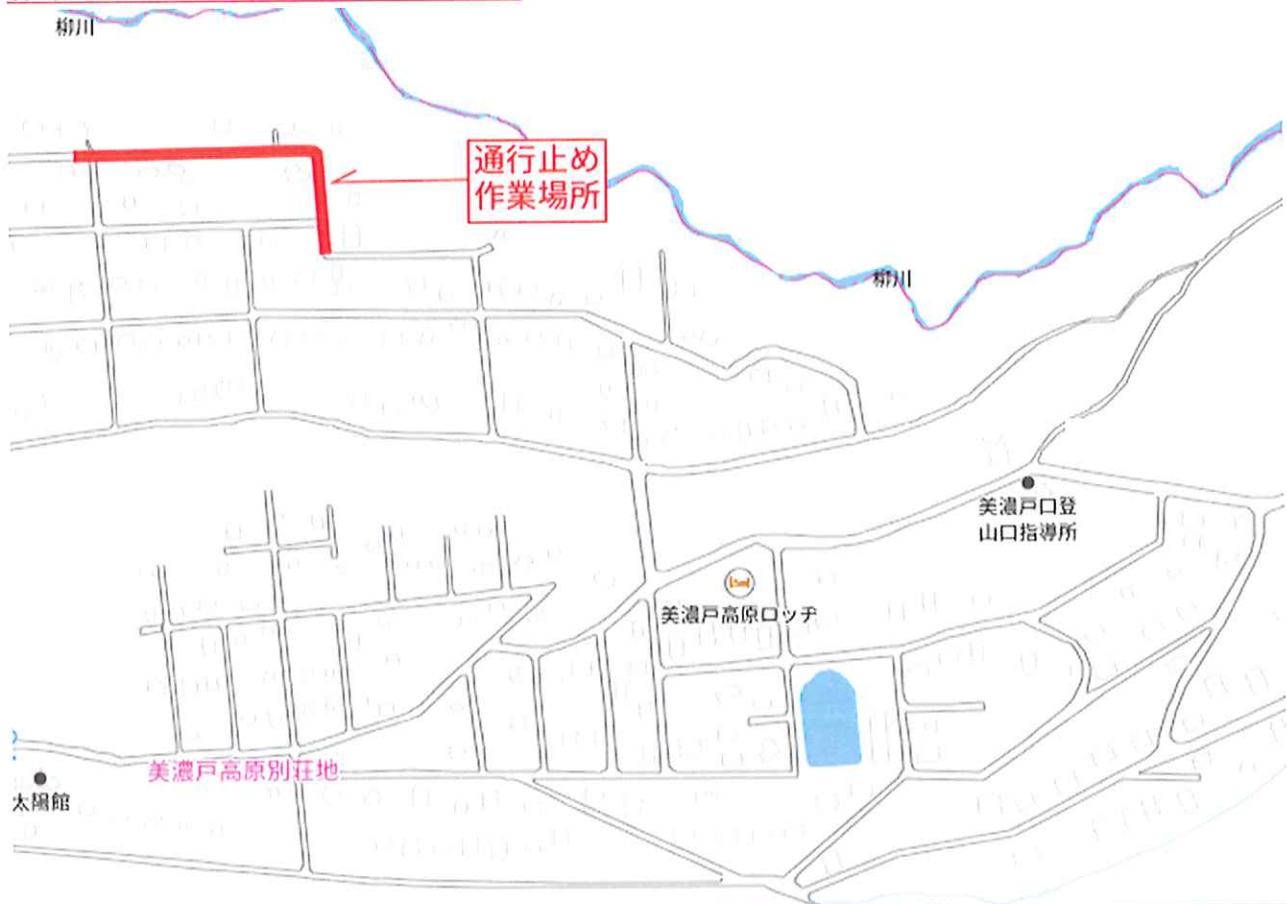 柳川
通行止め
作業場所
柳川
美濃戸口登
山口指導所
美濃戸高原ロッヂ
美濃戸高原別荘地
太陽館